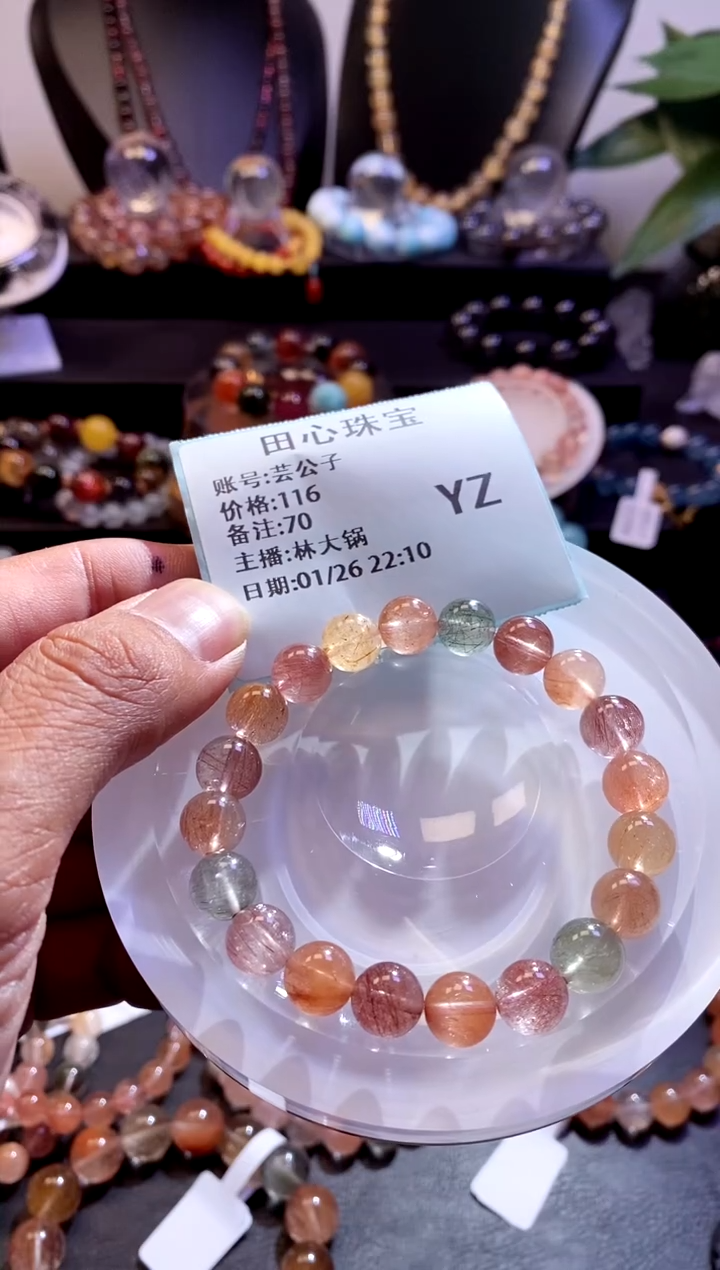 田心珠宝
账号:芸公子
价格:116
YZ
备注:70
主播:林大锅
日期:01/26 22:10